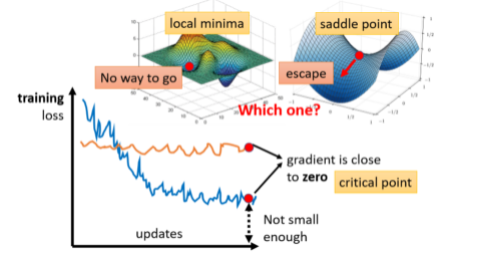 local minima
saddle point
No way to go
escape
Which one?
training
loss
gradient is close
to zero
critical point
Not small
enough
updates